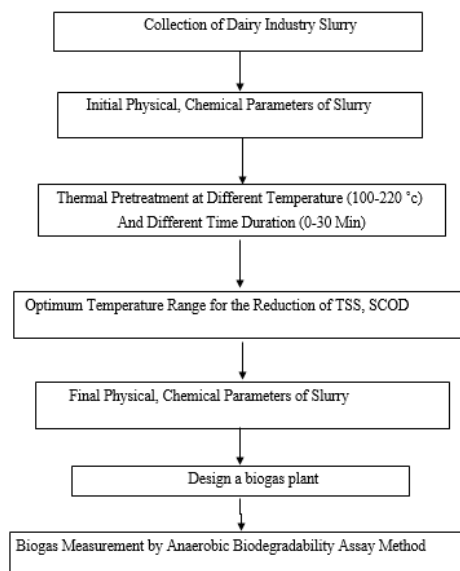 Collection of Dairy Industry Slurry
Initial Physical, Chemical Parameters of Slurry
Thermal Pretreatment at Different Temperature (100-220 °c)
And Different Time Duration (0-30 Min)
Optimum Temperature Range for the Reduction of TSS, SCOD
Final Physical, Chemical Parameters of Slurry
Design a biogas plant
Biogas Measurement by Anaerobic Biodegradability Assay Method